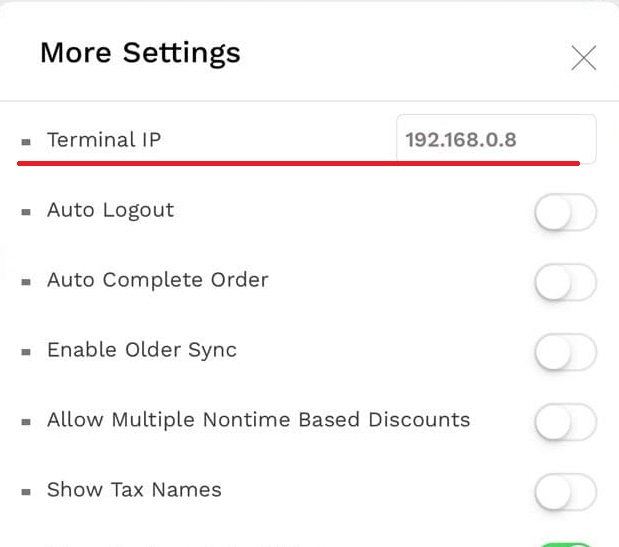 More Settings
Terminal IP 192.168.0.8
Auto Logout
Auto Complete Order
Enable Older Sync
Allow Multiple Nontime Based Discounts
Show Tax Names